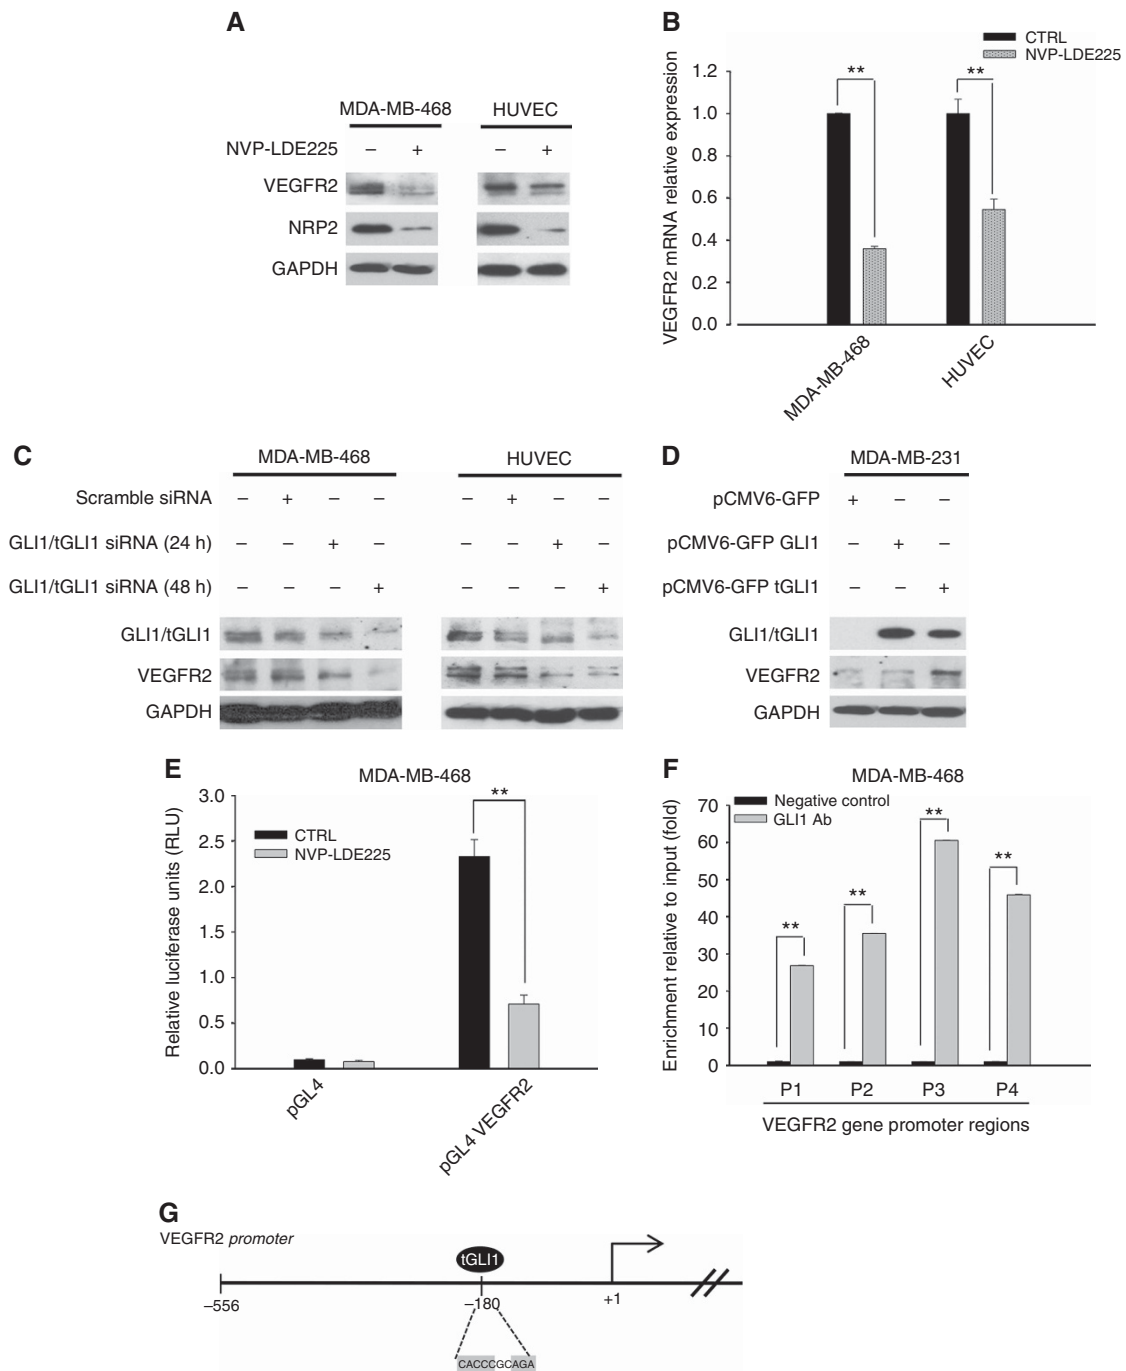 A
MDA-MB-468 HUVEC
NVP-LDE225 – + – +
VEGFR2
NRP2
GAPDH
B
CTRL
NVP-LDE225
VEGFR2 mRNA relative expression
1.2
1.0
0.8
0.6
0.4
0.2
0.0
** **
MDA-MB-468
HUVEC
C
MDA-MB-468 HUVEC
Scramble siRNA – + – – – + – –
GLI1/tGLI1 siRNA (24 h) – – + – – – + –
GLI1/tGLI1 siRNA (48 h) – – – + – – – +
GLI1/tGLI1
VEGFR2
GAPDH
D
MDA-MB-231
pCMV6-GFP + – –
pCMV6-GFP GLI1 – + –
pCMV6-GFP tGLI1 – – +
GLI1/tGLI1
VEGFR2
GAPDH
E
MDA-MB-468
Relative luciferase units (RLU)
3.0
2.5
2.0
1.5
1.0
0.5
0.0
CTRL
NVP-LDE225
**
pGL4
pGL4 VEGFR2
F
MDA-MB-468
Negative control
GLI1 Ab
Enrichment relative to input (fold)
70
60
50
40
30
20
10
0
** ** ** **
P1 P2 P3 P4
VEGFR2 gene promoter regions
G
VEGFR2 promoter
tGLI1
–556 –180 +1
CACCCGCAGA